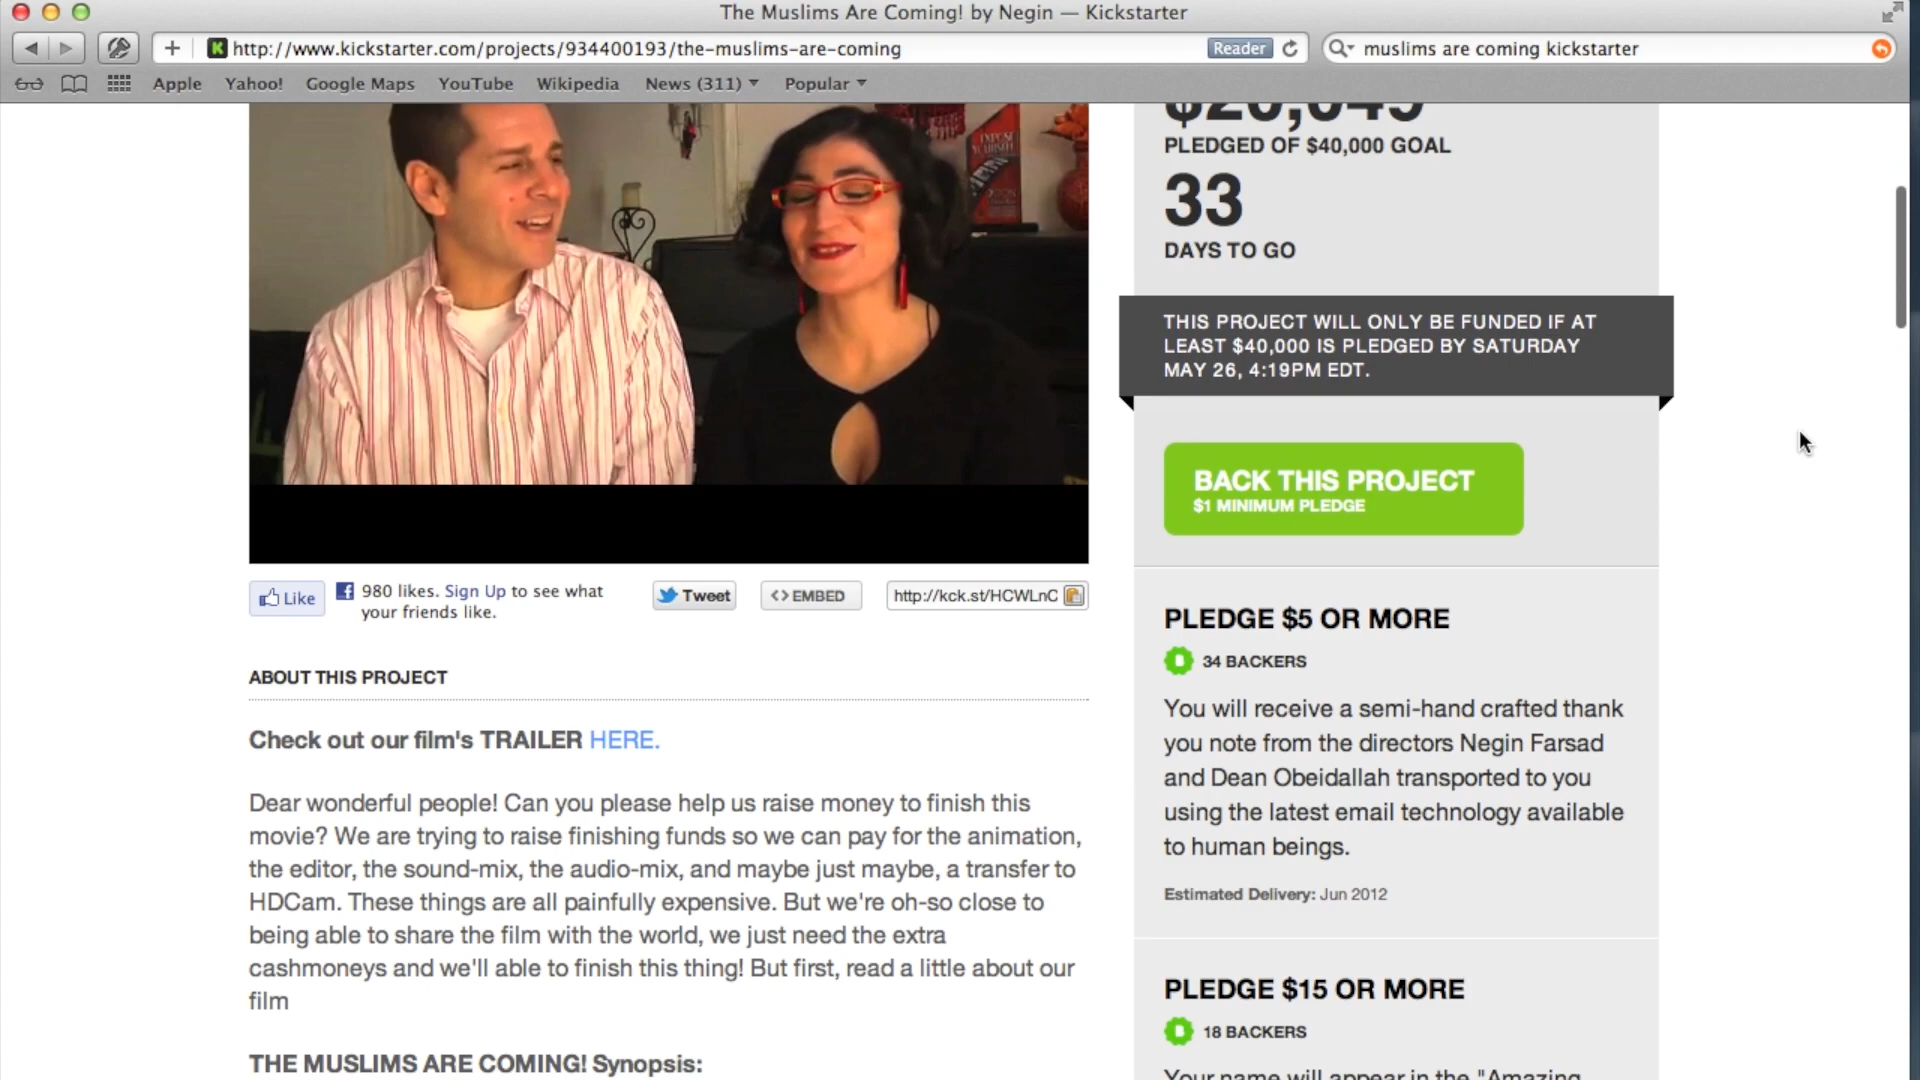 The Muslims Are Coming! by Negin — Kickstarter
http://www.kickstarter.com/projects/934400193/the-muslims-are-coming
Reader
muslims are coming kickstarter
Apple Yahoo! Google Maps YouTube Wikipedia News (311) Popular
PLEDGED OF $40,000 GOAL
33
DAYS TO GO
THIS PROJECT WILL ONLY BE FUNDED IF AT
LEAST $40,000 IS PLEDGED BY SATURDAY
MAY 26, 4:19PM EDT.
BACK THIS PROJECT
$1 MINIMUM PLEDGE
Like
980 likes. Sign Up to see what
your friends like.
Tweet
<> EMBED
http://kck.st/HCWLnC
ABOUT THIS PROJECT
Check out our film's TRAILER HERE.
Dear wonderful people! Can you please help us raise money to finish this
movie? We are trying to raise finishing funds so we can pay for the animation,
the editor, the sound-mix, the audio-mix, and maybe just maybe, a transfer to
HDCam. These things are all painfully expensive. But we're oh-so close to
being able to share the film with the world, we just need the extra
cashmoneys and we'll able to finish this thing! But first, read a little about our
film
THE MUSLIMS ARE COMING! Synopsis:
PLEDGE $5 OR MORE
34 BACKERS
You will receive a semi-hand crafted thank
you note from the directors Negin Farsad
and Dean Obeidallah transported to you
using the latest email technology available
to human beings.
Estimated Delivery: Jun 2012
PLEDGE $15 OR MORE
18 BACKERS
Your name will appear in the "Amazing